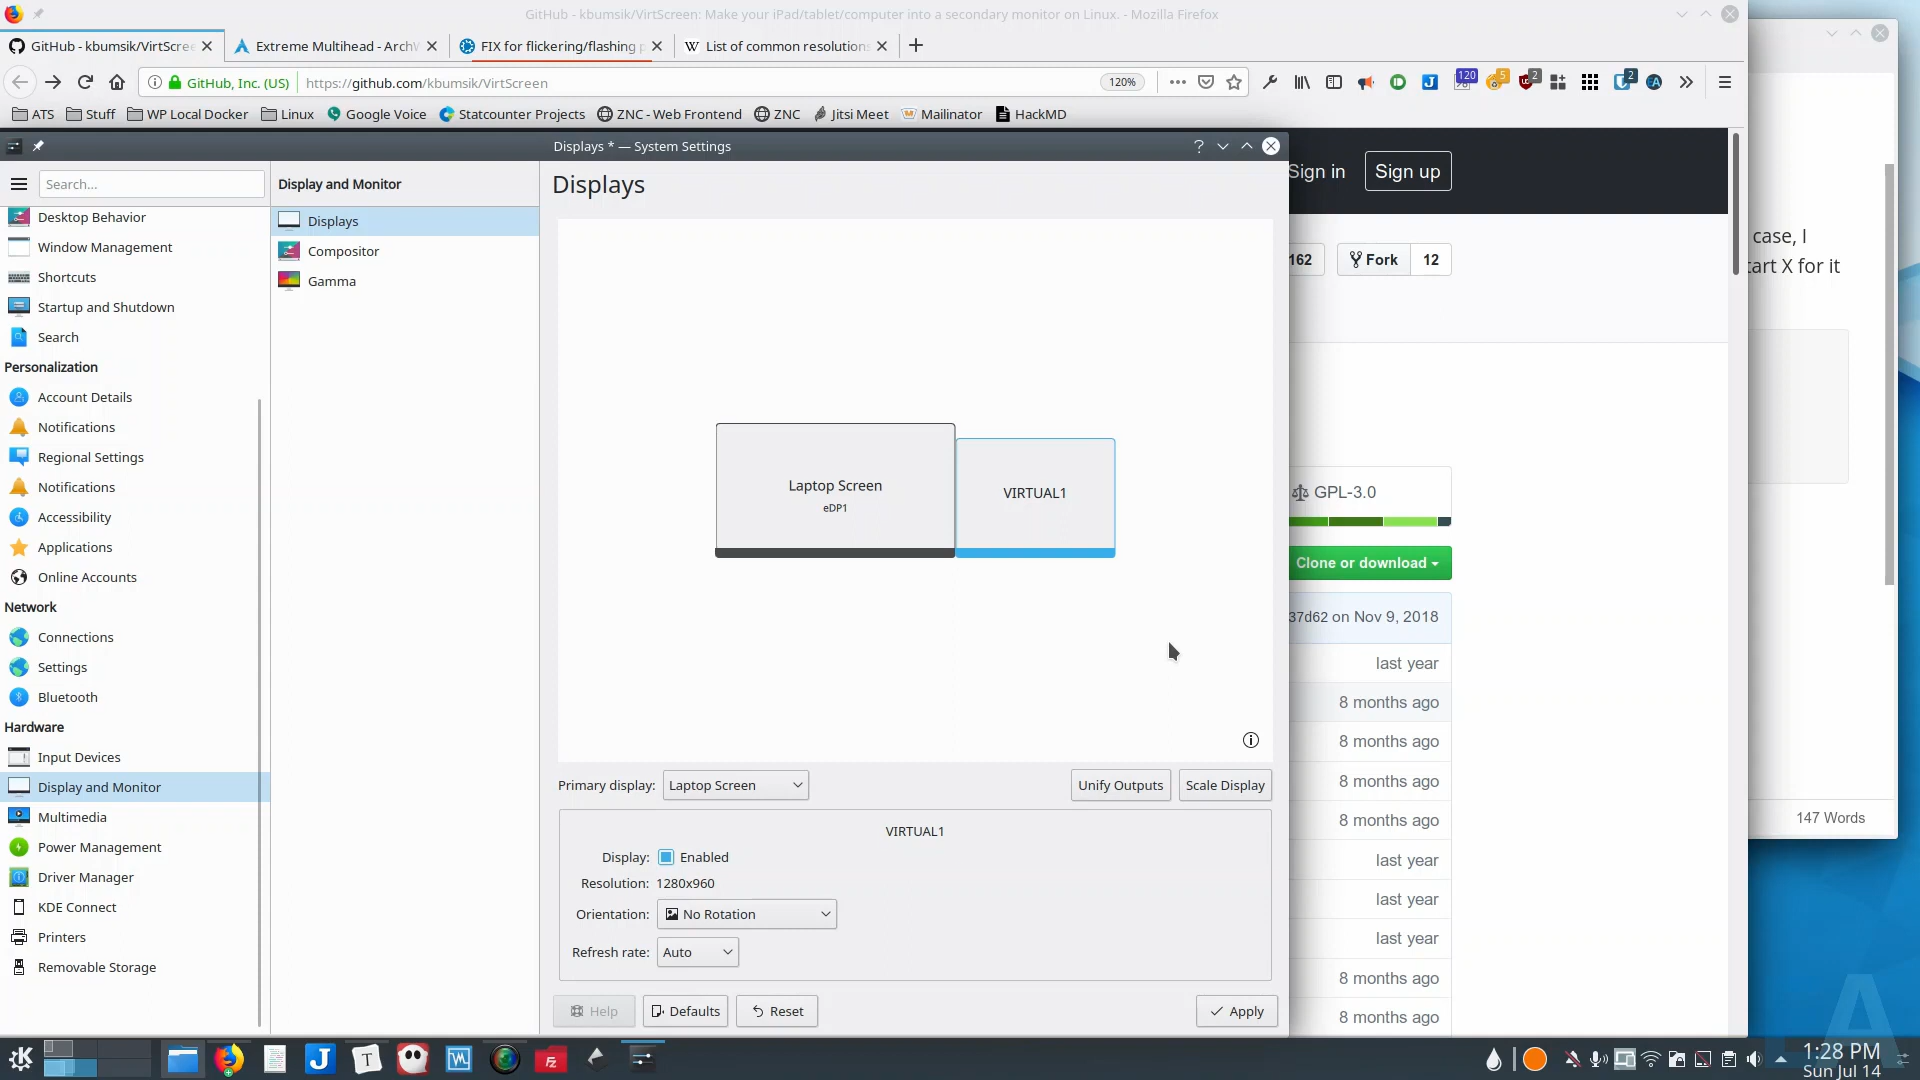 GitHub - kbumsik/VirtScreen: Make your iPad/tablet/computer into a secondary monitor on Linux. - Mozilla Firefox
GitHub - kbumsik/VirtScree
Extreme Multihead - ArchW
FIX for flickering/flashing p
W List of common resolutions
GitHub, Inc. (US)
https://github.com/kbumsik/VirtScreen
120%
120
5
2
2
ATS
Stuff
WP Local Docker
Linux
Google Voice
Statcounter Projects
ZNC - Web Frontend
ZNC
Jitsi Meet
Mailinator
HackMD
Displays * — System Settings
Search...
Desktop Behavior
Window Management
Shortcuts
Startup and Shutdown
Search
Personalization
Account Details
Notifications
Regional Settings
Notifications
Accessibility
Applications
Online Accounts
Network
Connections
Settings
Bluetooth
Hardware
Input Devices
Display and Monitor
Multimedia
Power Management
Driver Manager
KDE Connect
Printers
Removable Storage
Display and Monitor
Displays
Compositor
Gamma
Displays
Laptop Screen
eDP1
VIRTUAL1
Primary display: Laptop Screen
Unify Outputs
Scale Display
VIRTUAL1
Display: Enabled
Resolution: 1280x960
Orientation: No Rotation
Refresh rate: Auto
Help
Defaults
Reset
Apply
Sign in
Sign up
162
Fork
12
GPL-3.0
Clone or download
37d62 on Nov 9, 2018
last year
8 months ago
8 months ago
8 months ago
8 months ago
last year
last year
last year
8 months ago
8 months ago
case, I
tart X for it
147 Words
1:28 PM
Sun Jul 14